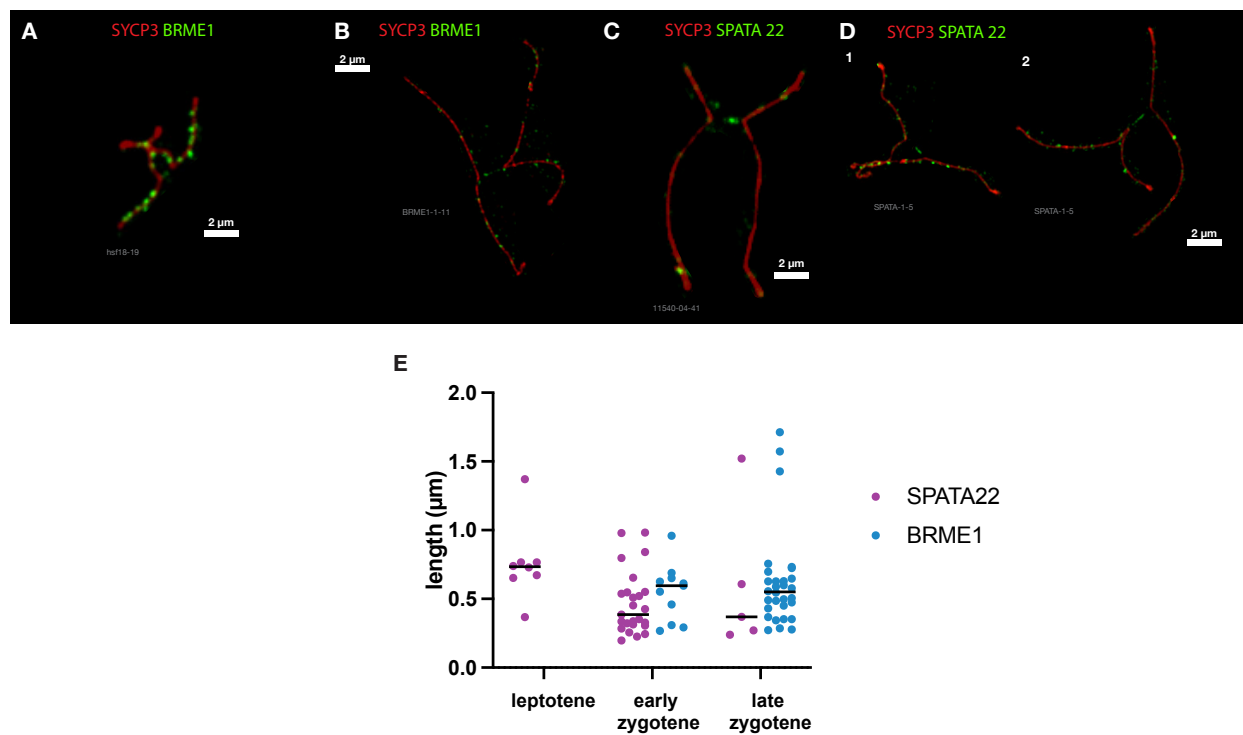 A
SYCP3 BRME1
2 µm
hsf18-19
B
SYCP3 BRME1
2 µm
BRME1-1-11
C
SYCP3 SPATA 22
2 µm
11540-04-41
D
SYCP3 SPATA 22
1
2
SPATA-1-5
SPATA-1-5
2 µm
E
length (µm)
2.0
1.5
1.0
0.5
0.0
leptotene
early
zygotene
late
zygotene
SPATA22
BRME1